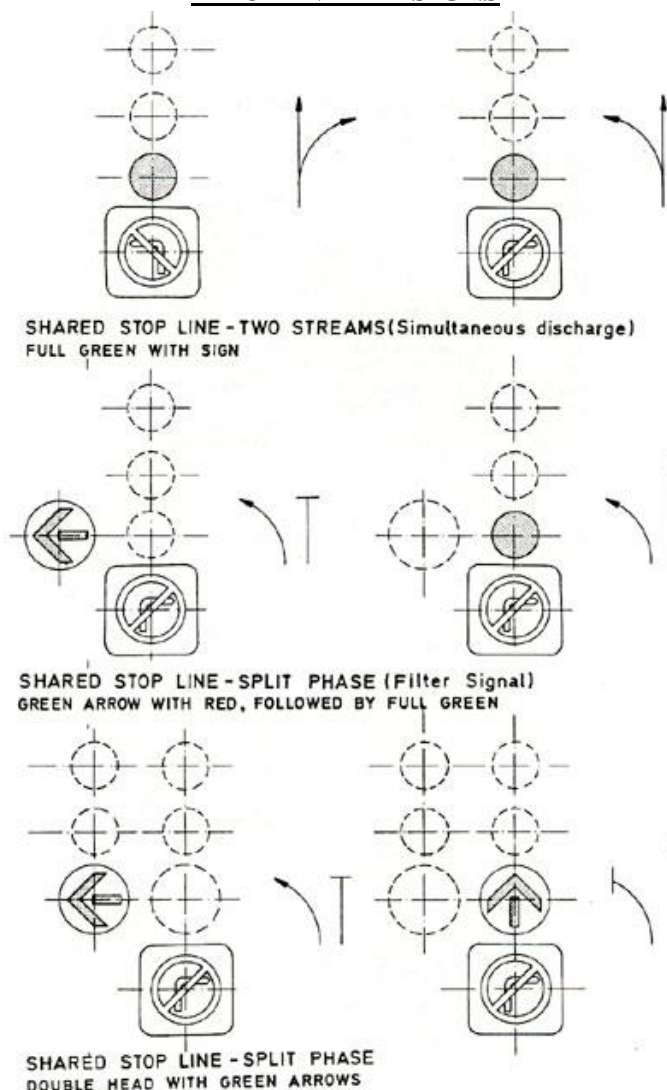 SHARED STOP LINE - TWO STREAMS (Simultaneous discharge)
FULL GREEN WITH SIGN
SHARED STOP LINE - SPLIT PHASE (Filter Signal)
GREEN ARROW WITH RED, FOLLOWED BY FULL GREEN
SHARED STOP LINE - SPLIT PHASE
DOUBLE HEAD WITH GREEN ARROWS